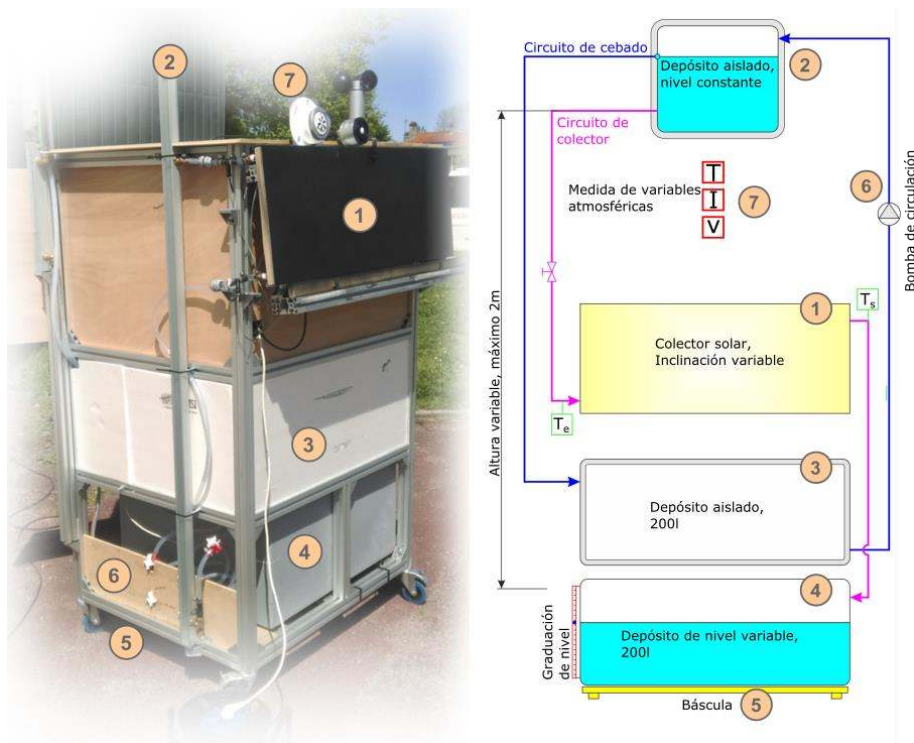 2
7
1
3
4
6
5
Circuito de cebado
Depósito aislado,
nivel constante
2
Circuito de
colector
Medida de variables
atmosféricas
T
I
V
7
6
Bomba de circulación
Altura variable, máximo 2m
1
Ts
Colector solar,
Inclinación variable
Te
3
Depósito aislado,
200l
4
Graduación
de nivel
Depósito de nivel variable,
200l
Báscula
5